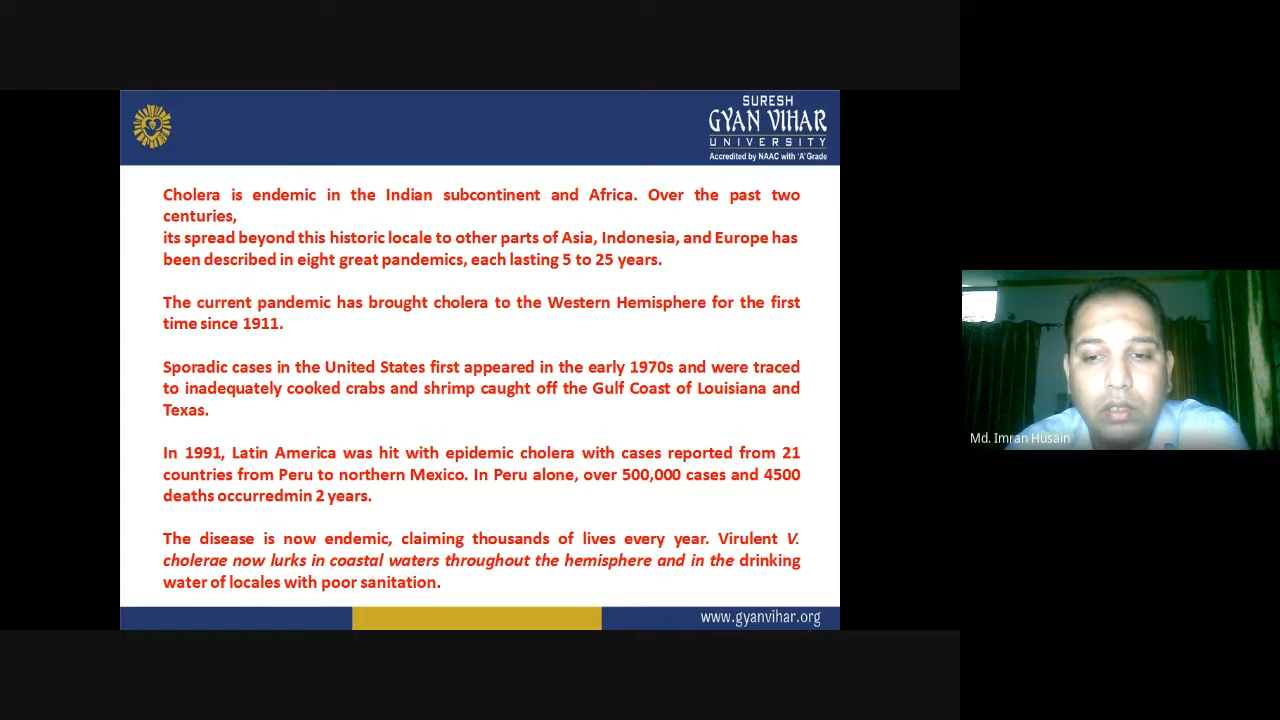 SURESH
GYAN VIHAR
UNIVERSITY
Accredited by NAAC with 'A' Grade
Cholera is endemic in the Indian subcontinent and Africa. Over the past two
centuries,
its spread beyond this historic locale to other parts of Asia, Indonesia, and Europe has
been described in eight great pandemics, each lasting 5 to 25 years.
The current pandemic has brought cholera to the Western Hemisphere for the first
time since 1911.
Sporadic cases in the United States first appeared in the early 1970s and were traced
to inadequately cooked crabs and shrimp caught off the Gulf Coast of Louisiana and
Texas.
In 1991, Latin America was hit with epidemic cholera with cases reported from 21
countries from Peru to northern Mexico. In Peru alone, over 500,000 cases and 4500
deaths occurredmin 2 years.
The disease is now endemic, claiming thousands of lives every year. Virulent V.
cholerae now lurks in coastal waters throughout the hemisphere and in the drinking
water of locales with poor sanitation.
www.gyanvihar.org
Md. Imran Husain